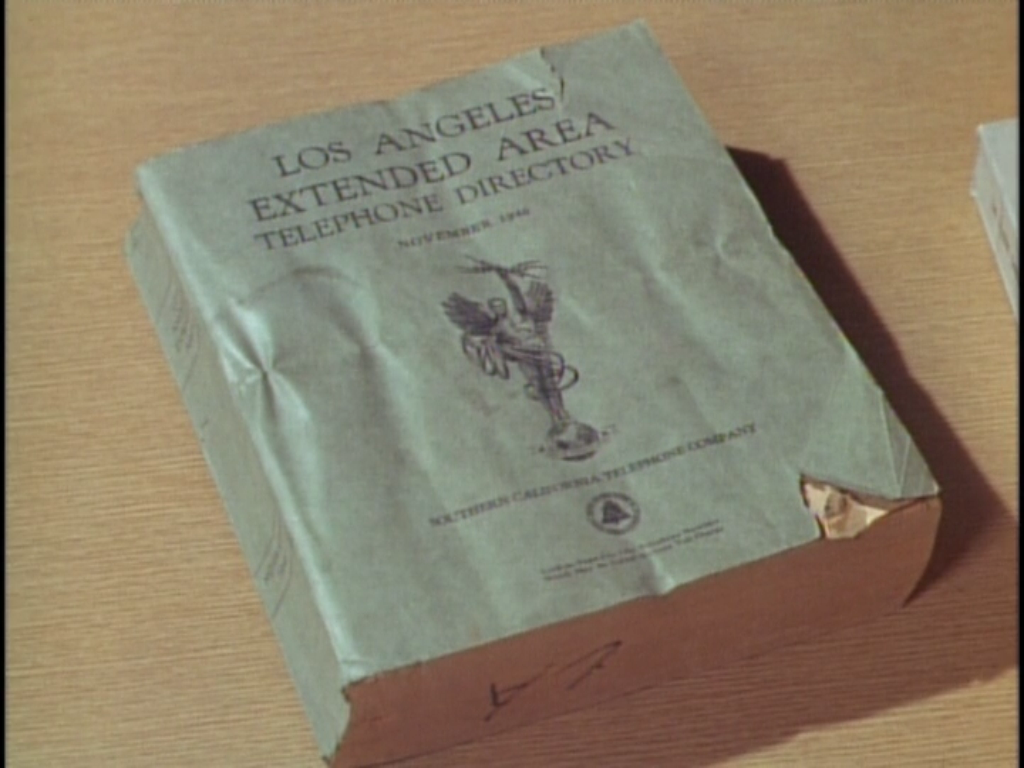 LOS ANGELES
EXTENDED AREA
TELEPHONE DIRECTORY
NOVEMBER
SOUTHERN CALIFORNIA TELEPHONE COMPANY